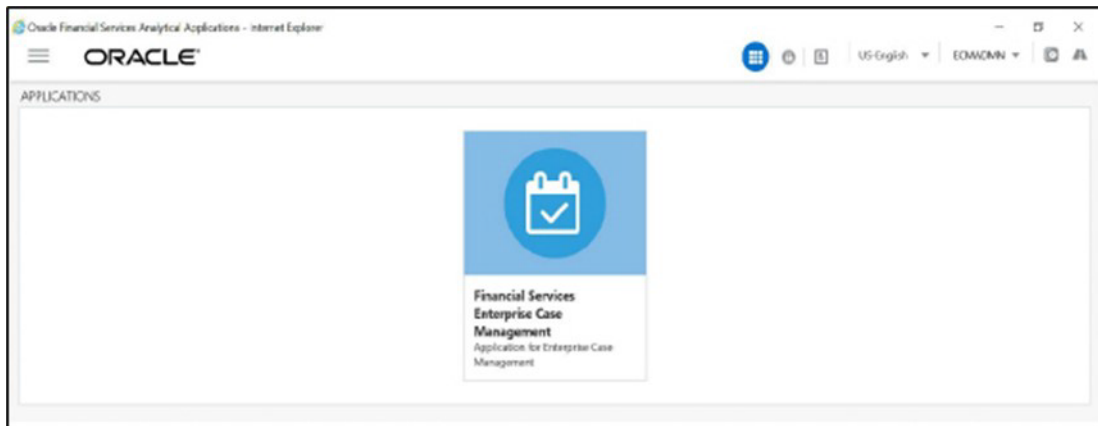 Oracle Financial Services Analytical Applications - Internet Explorer
ORACLE
US-English
ECMADMN
APPLICATIONS
Financial Services
Enterprise Case
Management
Application for Enterprise Case
Management